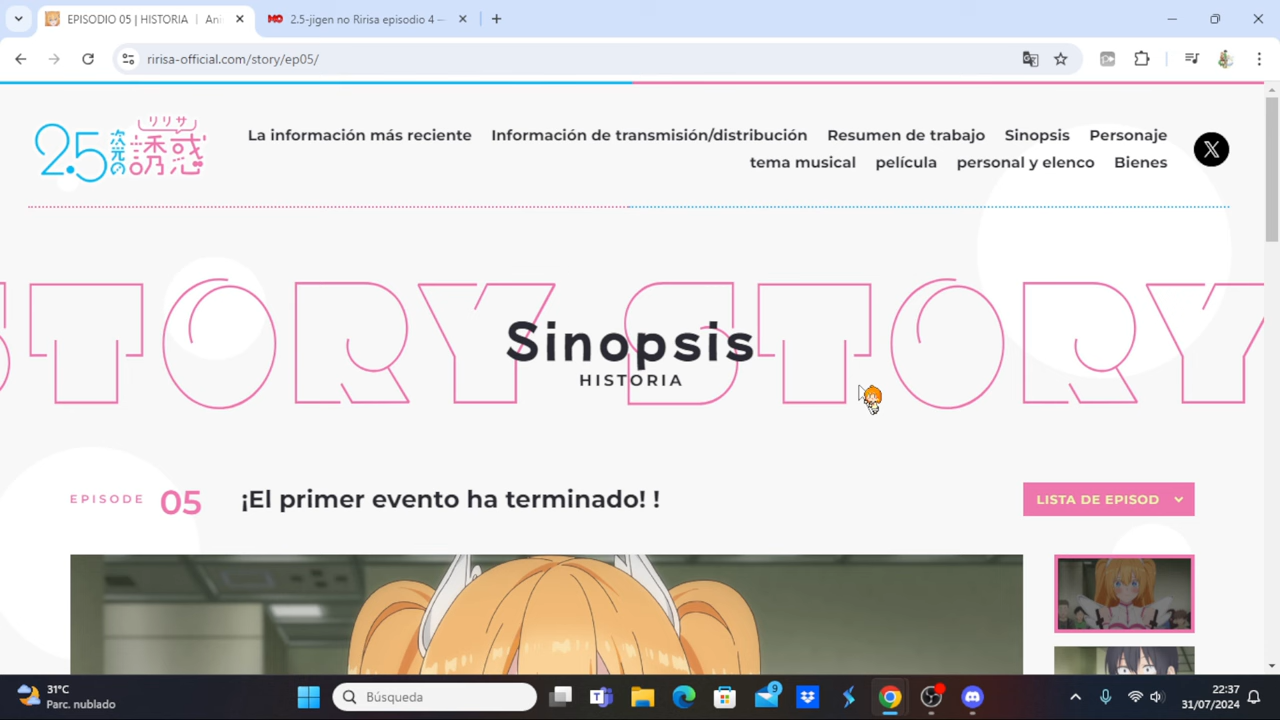 EPISODIO 05 | HISTORIA | Ani
2.5-jigen no Ririsa episodio 4 —
ririsa-official.com/story/ep05/
リリサ
2.5次元の誘惑
La información más reciente Información de transmisión/distribución Resumen de trabajo Sinopsis Personaje
tema musical película personal y elenco Bienes
STORY STORY
Sinopsis
HISTORIA
EPISODE 05 ¡El primer evento ha terminado! !
LISTA DE EPISOD
31°C
Parc. nublado
Búsqueda
9
22:37
31/07/2024